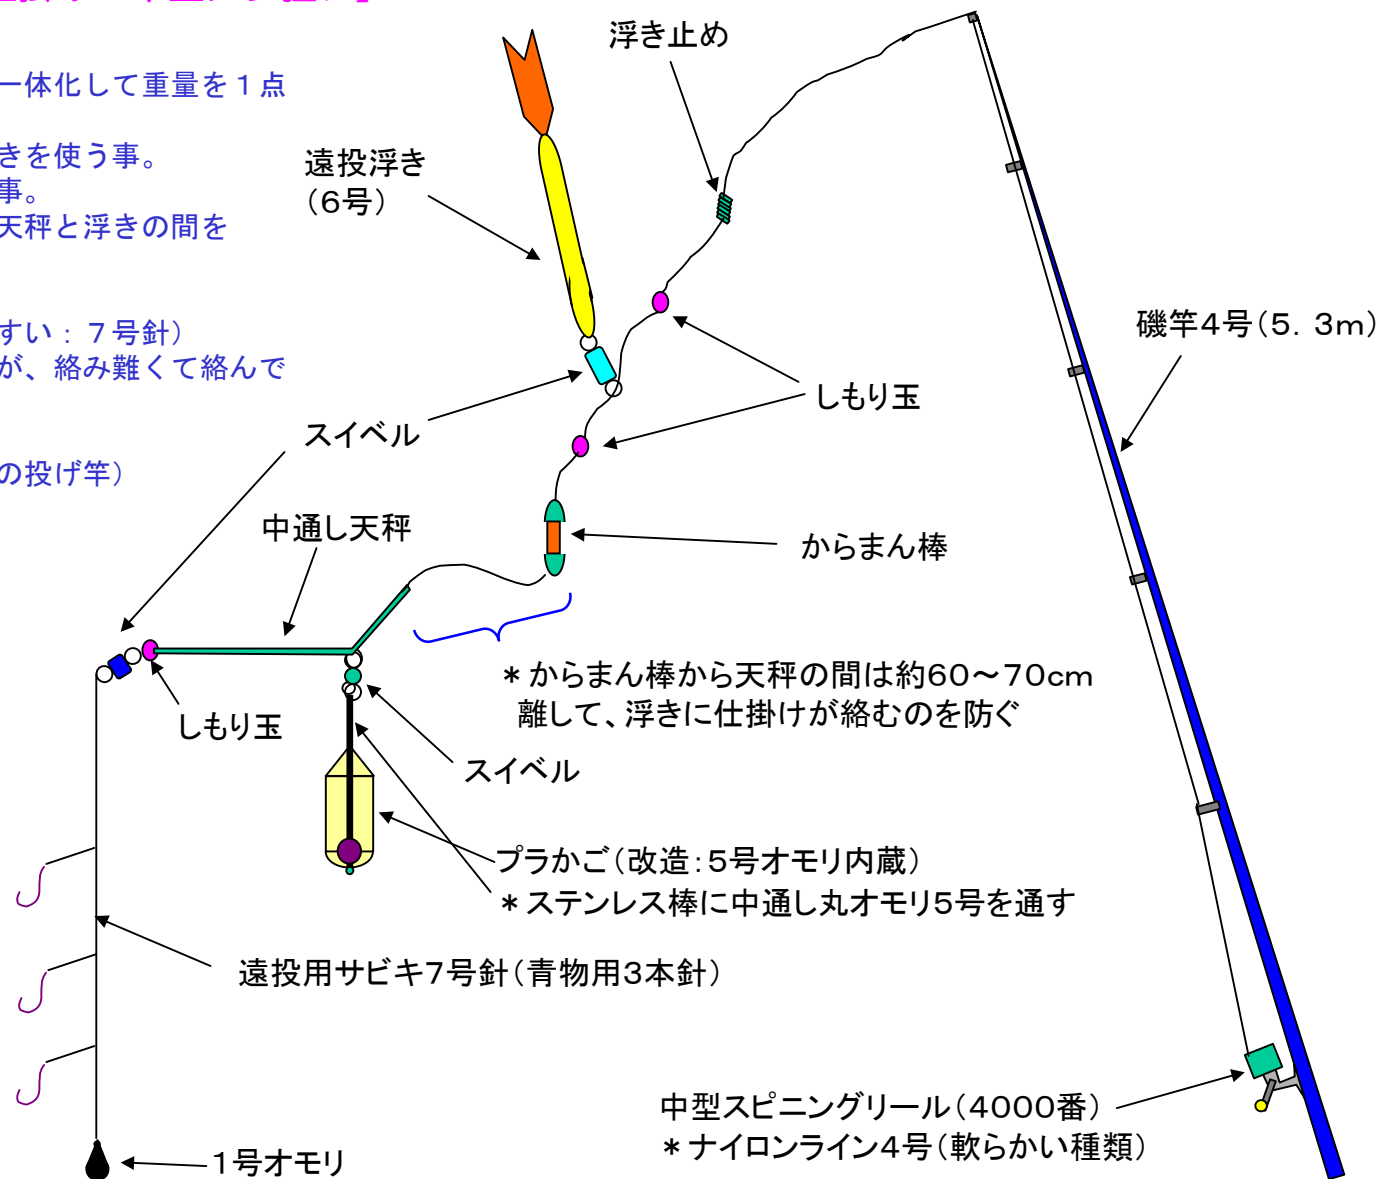 浮き止め
一体化して重量を１点
きを使う事。
事。
天秤と浮きの間を
遠投浮き
（６号）
すい：７号針）
が、絡み難くて絡んで
磯竿４号（５．３ｍ）
しもり玉
スイベル
の投げ竿）
中通し天秤
からまん棒
＊からまん棒から天秤の間は約60～70cm
離して、浮きに仕掛けが絡むのを防ぐ
しもり玉
スイベル
プラかご（改造：５号オモリ内蔵）
＊ステンレス棒に中通し丸オモリ５号を通す
遠投用サビキ７号針（青物用３本針）
中型スピニングリール（４０００番）
＊ナイロンライン４号（軟らかい種類）
１号オモリ